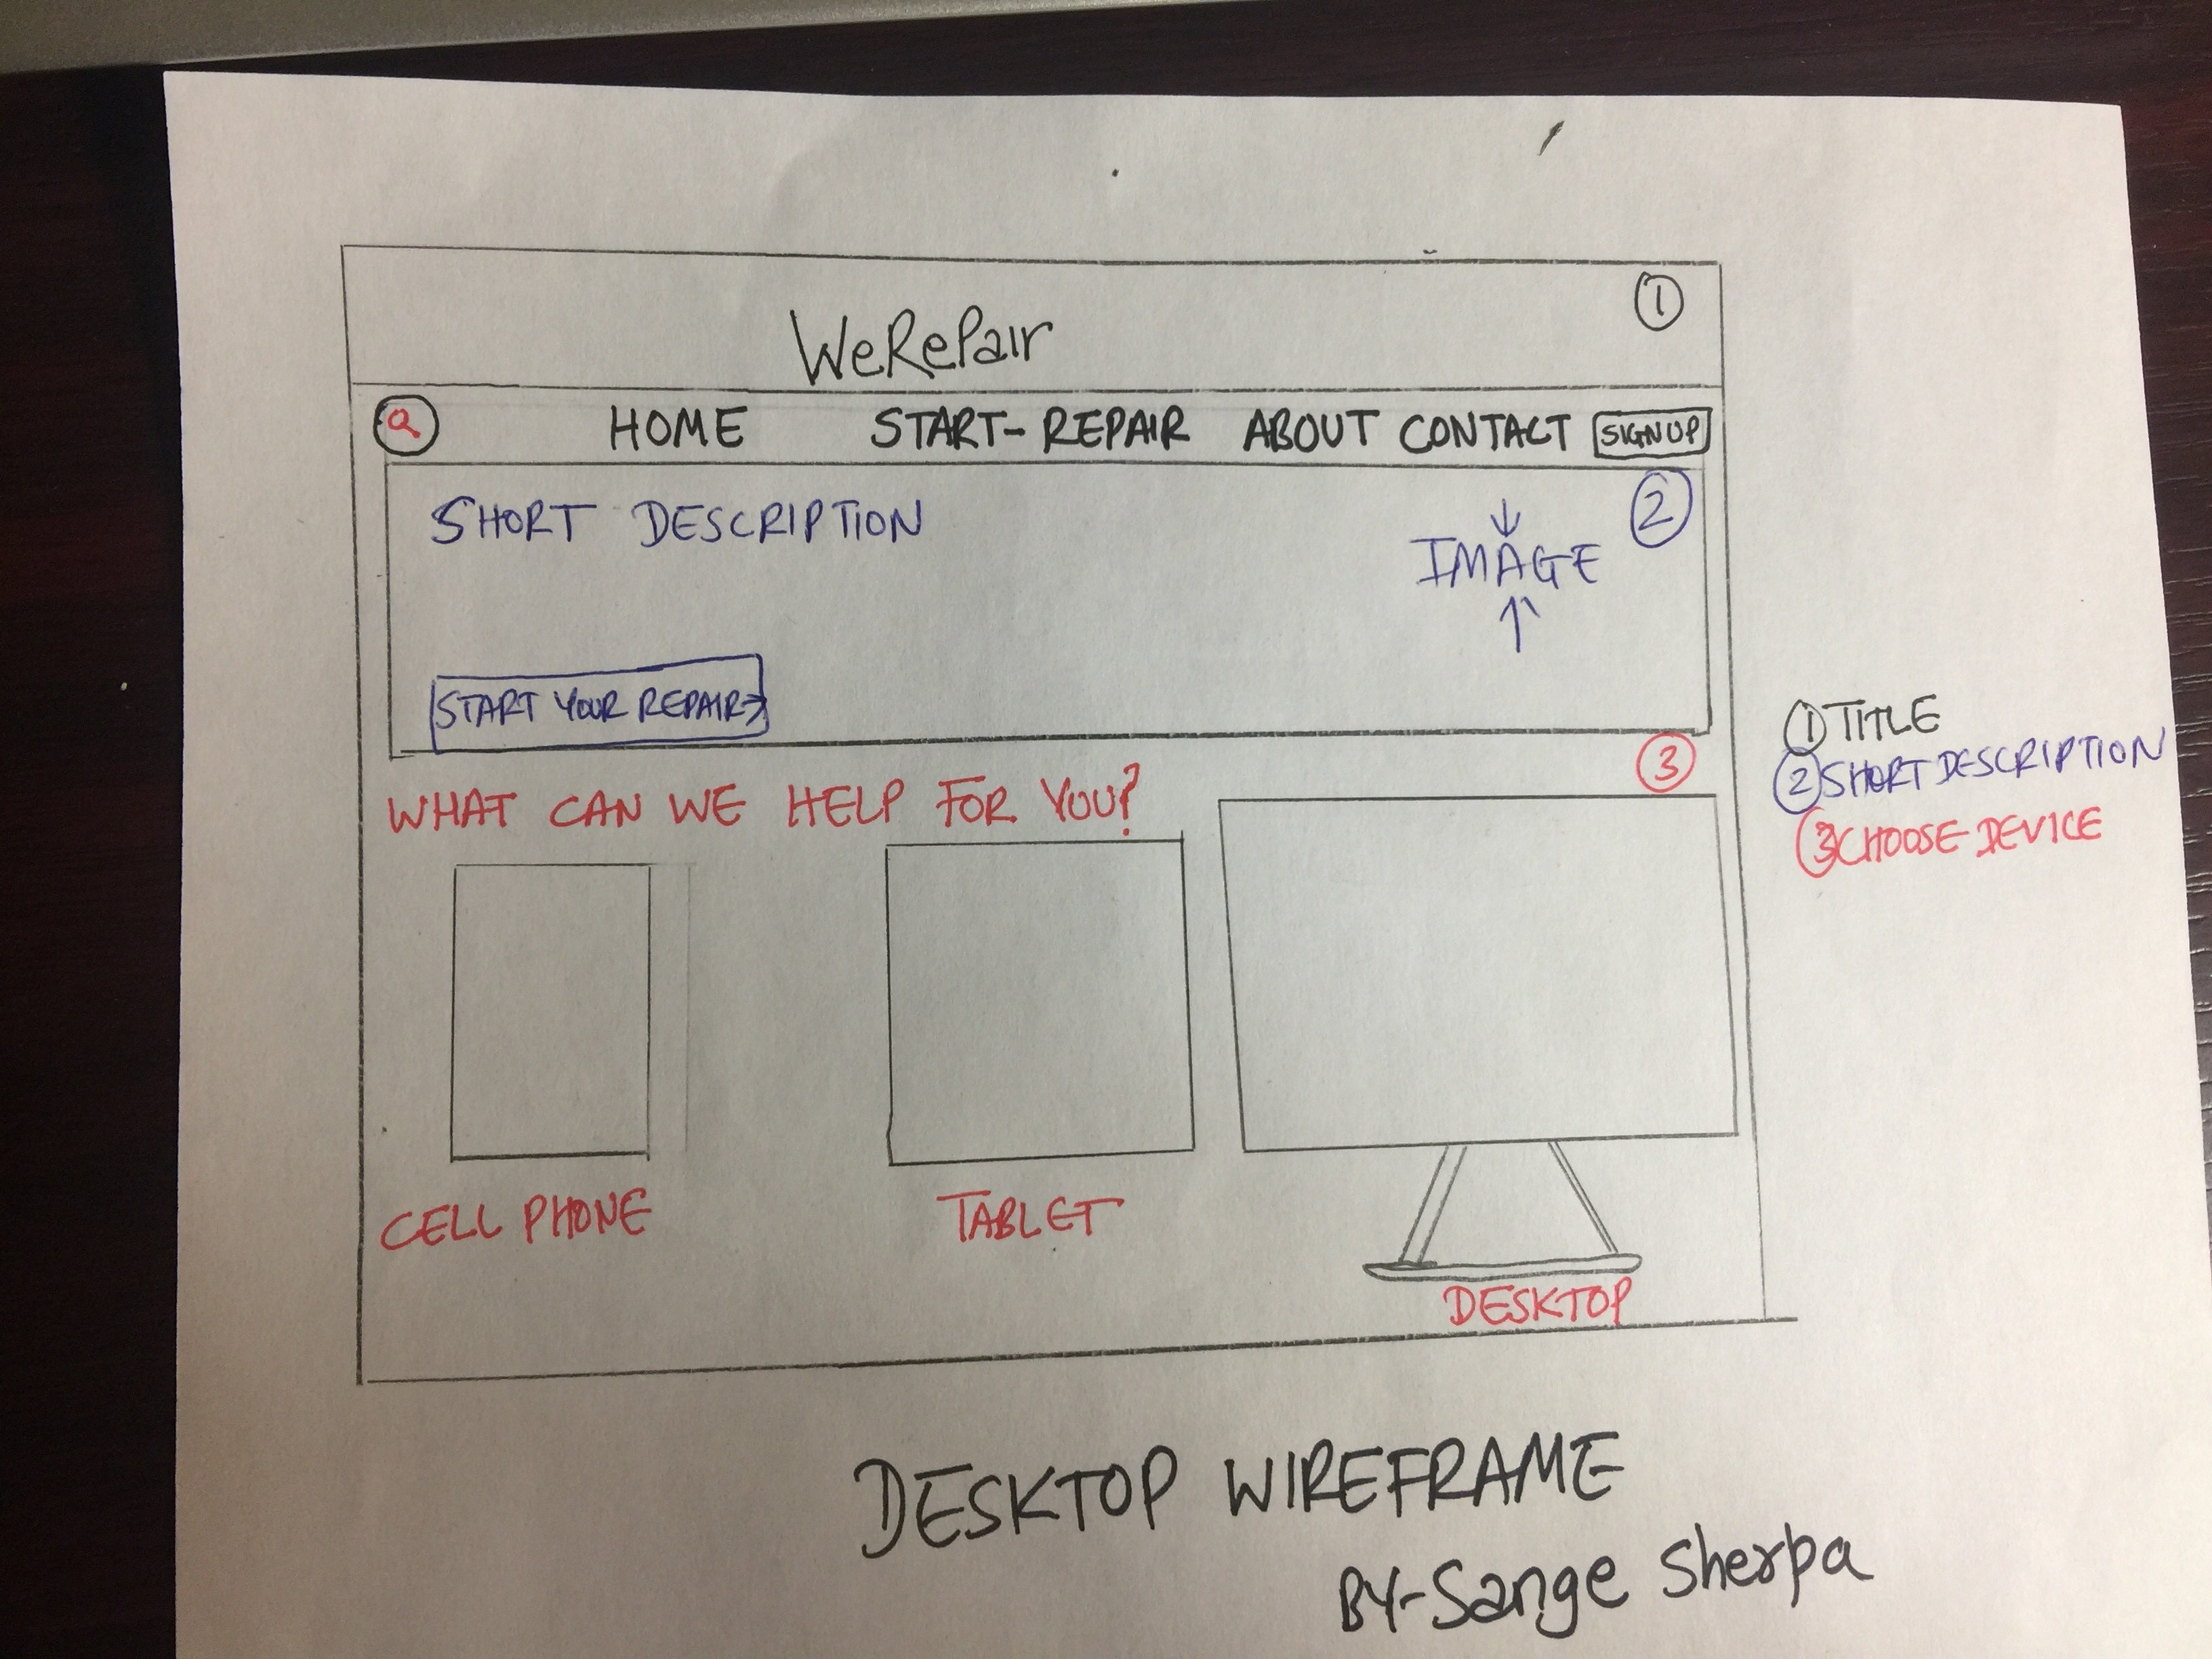 1
WeRePair
Q HOME START-REPAIR ABOUT CONTACT SIGNUP
SHORT DESCRIPTION
2
↓
IMAGE
↑
START YOUR REPAIR→
3
WHAT CAN WE HELP FOR YOU?
CELL PHONE
TABLET
DESKTOP
1 TITLE
2 SHORT DESCRIPTION
3 CHOOSE DEVICE
DESKTOP WIREFRAME
BY-Sange Sherpa